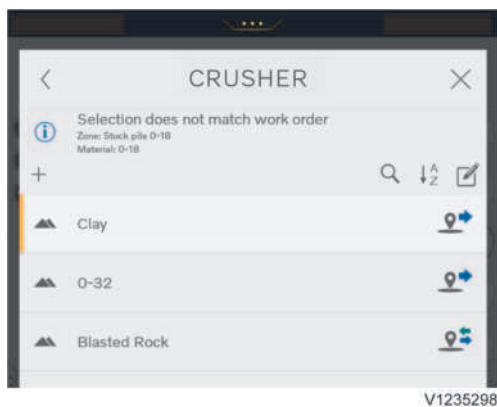 CRUSHER
Selection does not match work order
Zone: Stock pile 0-18
Material: 0-18
Clay
0-32
Blasted Rock
V1235298